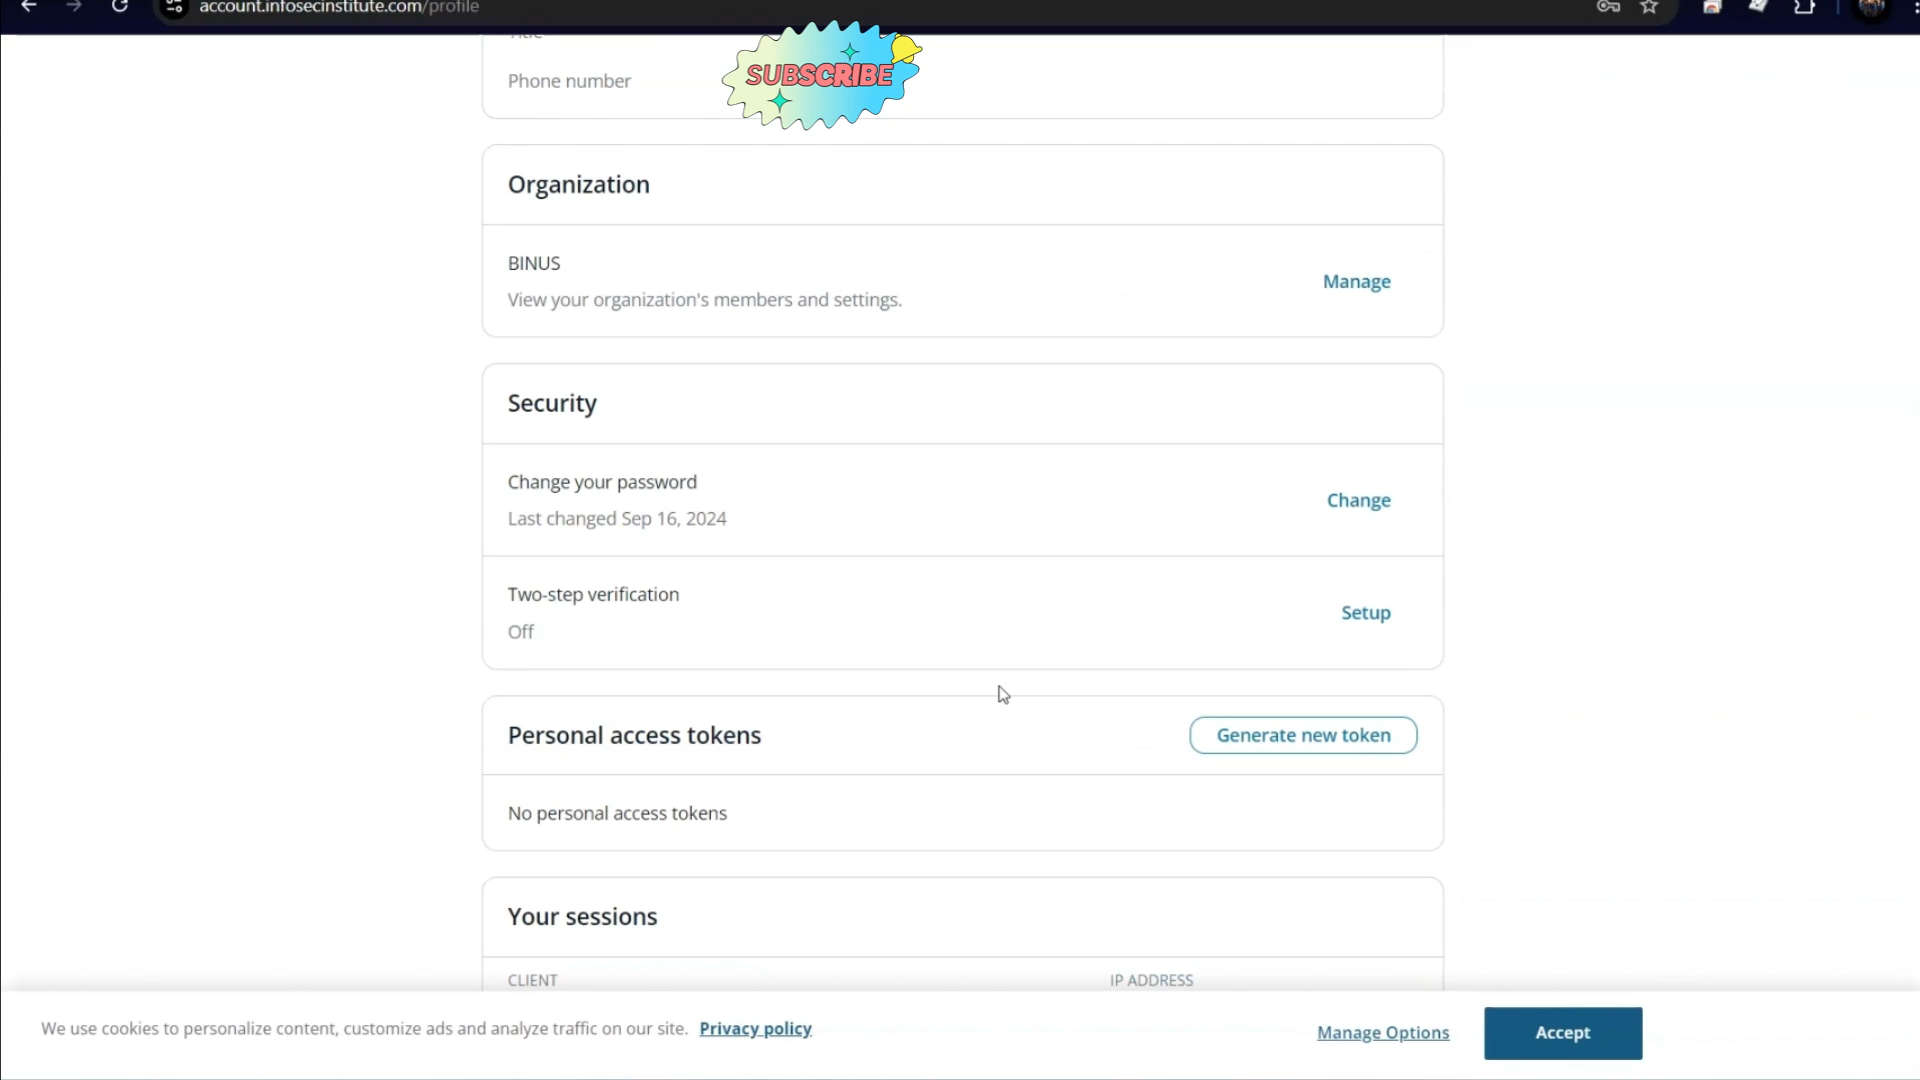 account.infosecinstitute.com/profile
Title
Phone number
SUBSCRIBE
Organization
BINUS
View your organization's members and settings.
Manage
Security
Change your password
Last changed Sep 16, 2024
Change
Two-step verification
Off
Setup
Personal access tokens
Generate new token
No personal access tokens
Your sessions
CLIENT
IP ADDRESS
We use cookies to personalize content, customize ads and analyze traffic on our site. Privacy policy
Manage Options
Accept